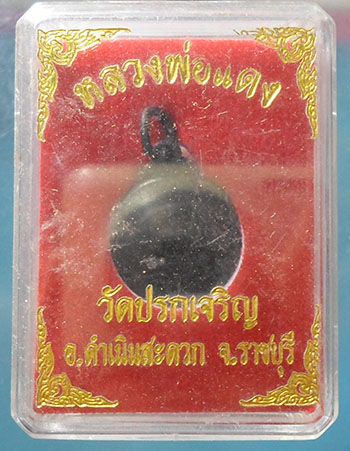 หลวงพ่อแดง
วัดปรกเจริญ
อ.ดำเนินสะดวก จ.ราชบุรี